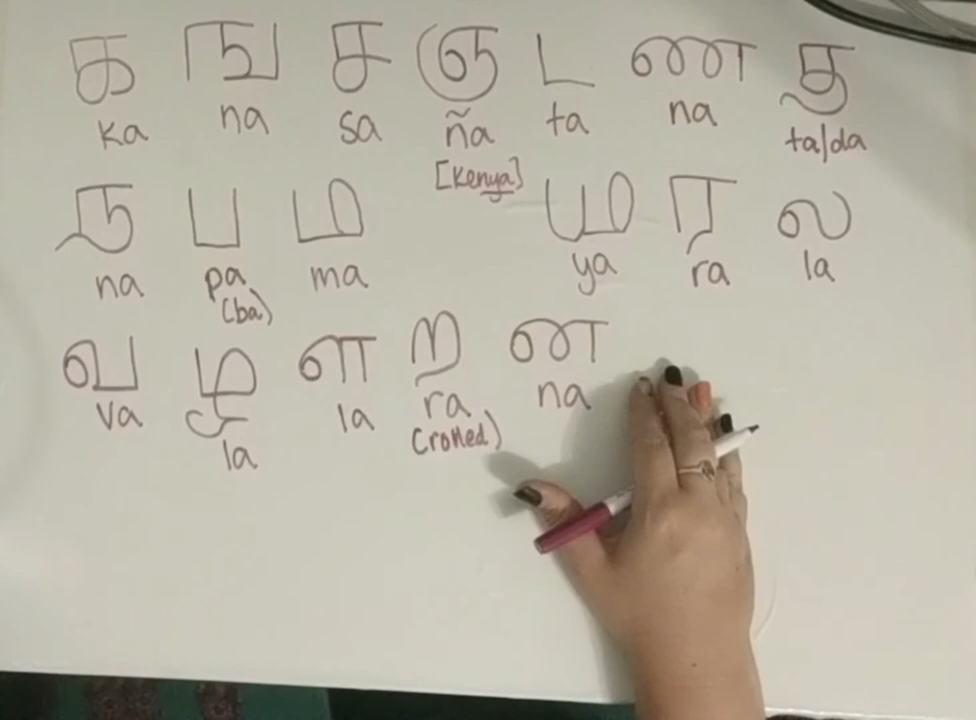 க ங ச ஞ ட ண த
ka na sa ña ta na ta/da
[Kenya]
ந ப ம ய ர ல
na pa ma ya ra la
(ba)
வ ழ ள ற ன
va la la ra na
(rolled)